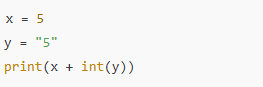 x = 5
y = "5"
print(x + int(y))